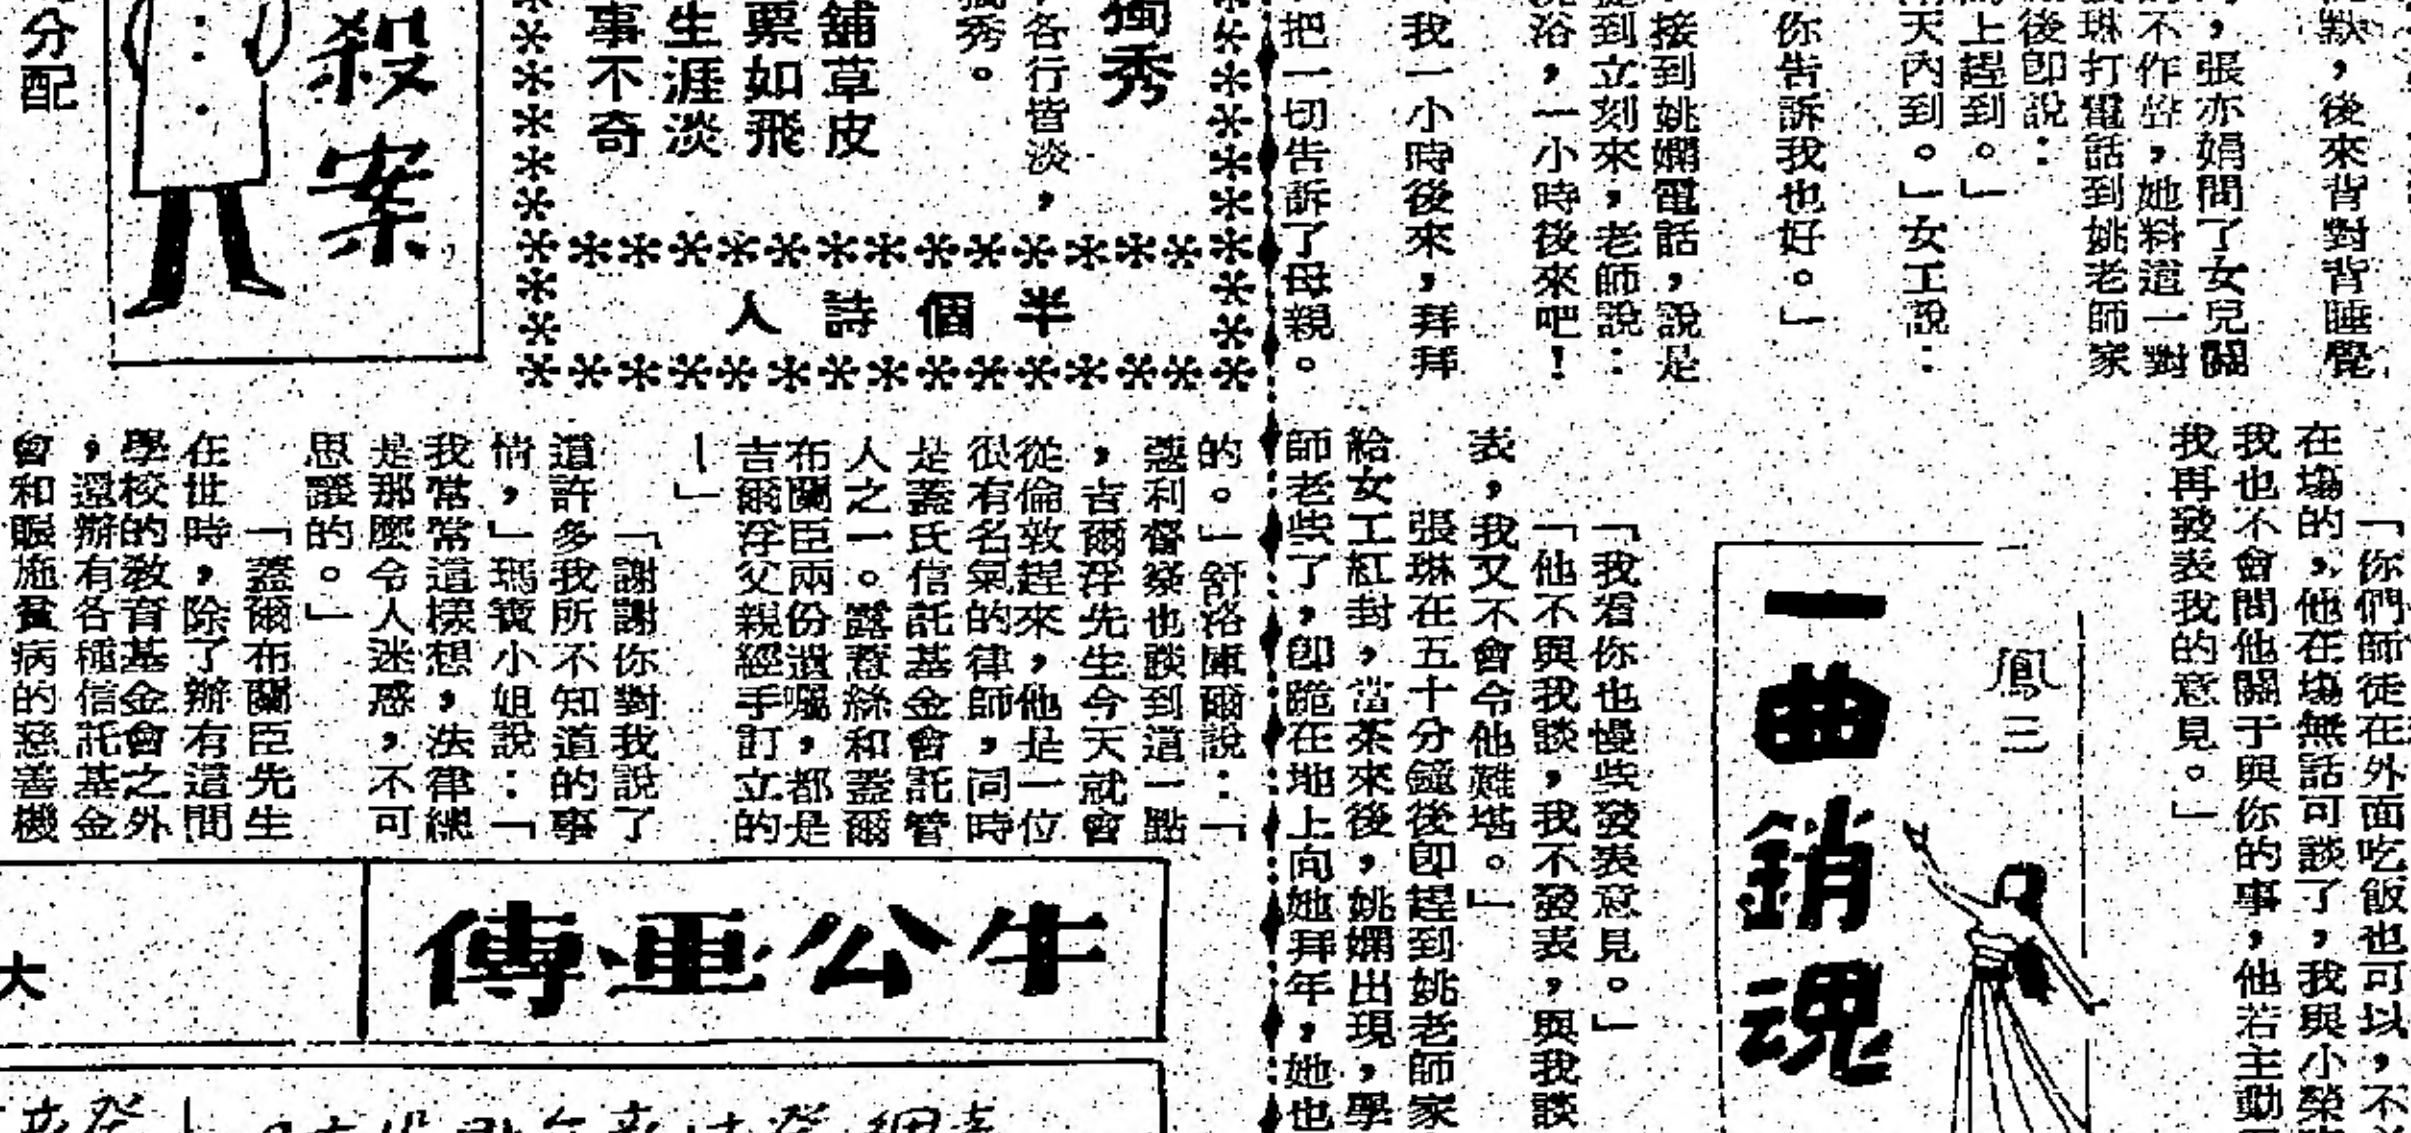 默，後來背對背睡覺
，張亦娟問了女兒關
不作聲，她料這一對
琳打電話到姚老師家
後即說：
上趕到。」
天內到。」女工說：
你告訴我也好。」
接到姚嫻電話，說是
到立刻來，老師說：
浴，一小時後來吧！
我一小時後來，拜拜
把一切告訴了母親。
「你們師徒在外面吃飯也可以，不
在塲的，他在塲無話可談了，我與小榮
我也不會問他關于與你的事，他若主動
我再發表我的意見。」
鳳三
一曲銷魂
「我看你也慢些發表意見。」
「他不與我談，我不發表，與我談
表，我又不會令他難堪。」
張琳在五十分鐘後即趕到姚老師家
給女工紅封，當茶來後，姚嫻出現，學
師老些了，卽跪在地上向她拜年，她也
獨秀
各行皆淡，
秀。
舖草皮
票如飛
生涯淡
事不奇
半個詩人
殺案
分配
的。」舒洛庫爾說：「
蔻利督察也談到這一點
，吉爾浮先生今天就會
從倫敦趕來，他是一位
很有名氣的律師，同時
是蓋氏信託基金會託管
人之一。露薏絲和蓋爾
布蘭臣兩份遺囑，都是
吉爾浮父親經手訂立的
—」
「謝謝你對我說了
這許多我所不知道的事
情，」瑪寶小姐說：「
我常常這樣想，法律總
是那麼令人迷惑，不可
思議的。」
「蓋爾布蘭臣先生
在世時，除了辦有這間
學校的敎育基金會之外
，還辦有各種信託基金
會和賑施貧病的慈善機
牛公亜傳
大